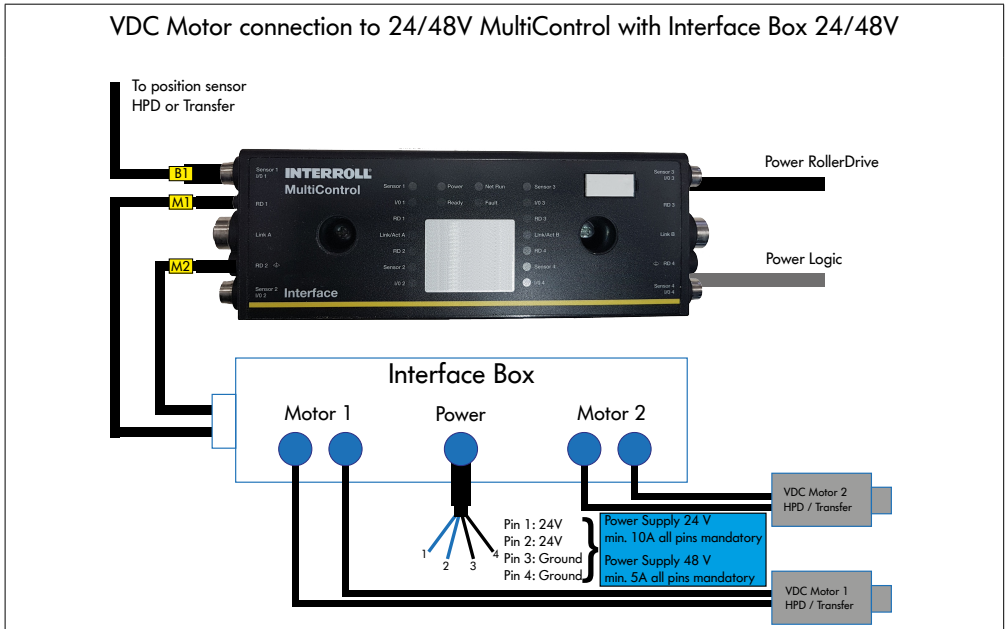 VDC Motor connection to 24/48V MultiControl with Interface Box 24/48V
To position sensor
HPD or Transfer
B1
M1
M2
Sensor 1
I/O 1
RD 1
Link A
RD 2
Sensor 2
I/O 2
INTERROLL
MultiControl
Interface
Sensor 1
I/O 1
RD 1
Link/Act A
RD 2
Sensor 2
I/O 2
Power
Net Run
Ready
Fault
Sensor 3
I/O 3
RD 3
Link/Act B
RD 4
Sensor 4
I/O 4
Sensor 3
I/O 3
RD 3
Link B
RD 4
Sensor 4
I/O 4
Power RollerDrive
Power Logic
Interface Box
Motor 1
Power
Motor 2
1
2
3
4
Pin 1: 24V
Pin 2: 24V
Pin 3: Ground
Pin 4: Ground
Power Supply 24 V
min. 10A all pins mandatory
Power Supply 48 V
min. 5A all pins mandatory
VDC Motor 2
HPD / Transfer
VDC Motor 1
HPD / Transfer